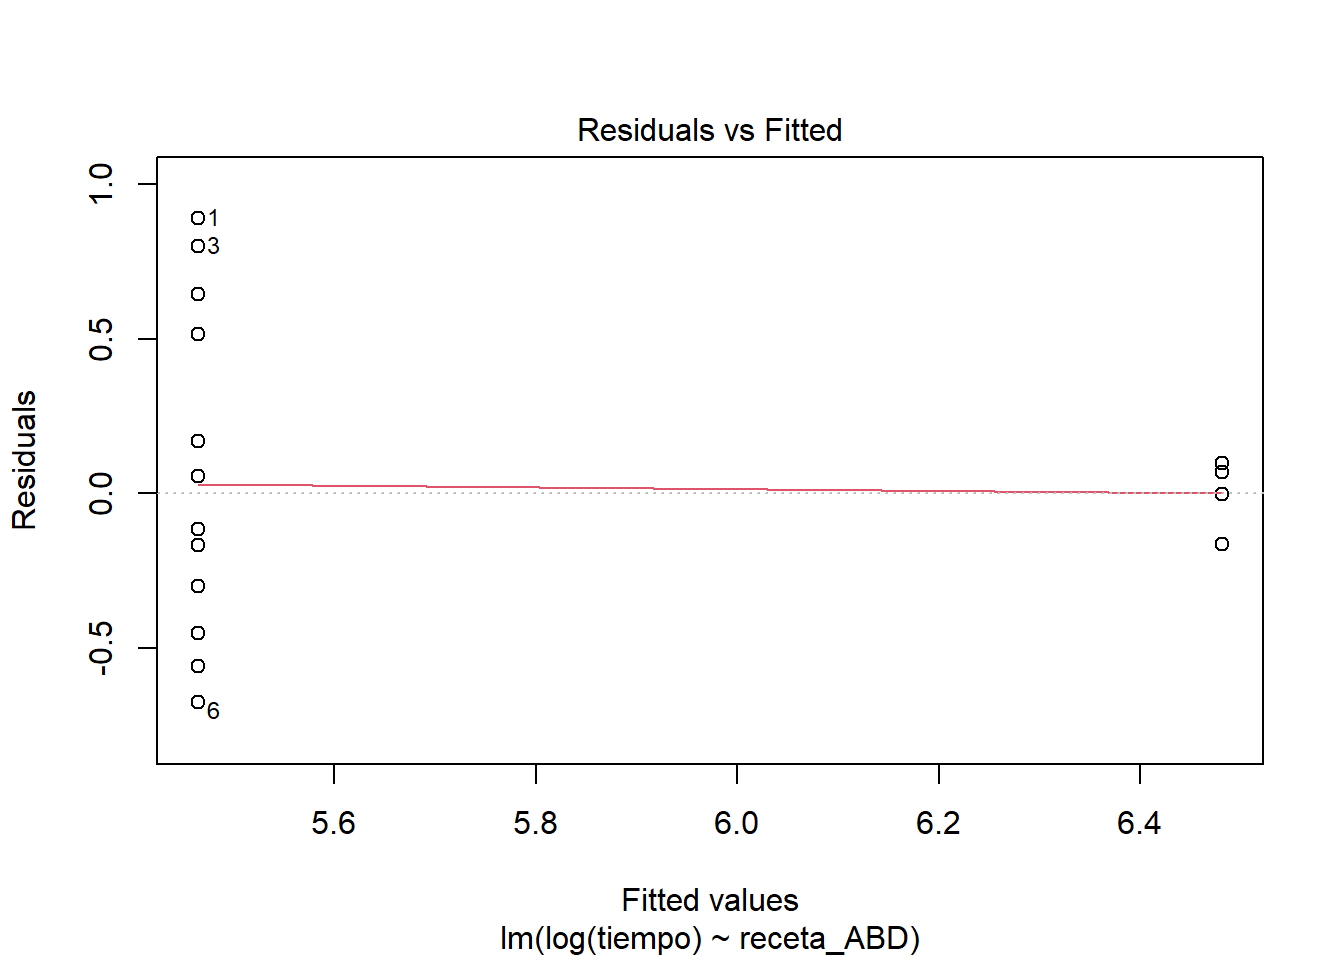 Residuals vs Fitted
Residuals
1.0
0.5
0.0
-0.5
1
3
6
5.6 5.8 6.0 6.2 6.4
Fitted values
lm(log(tiempo) ~ receta_ABD)